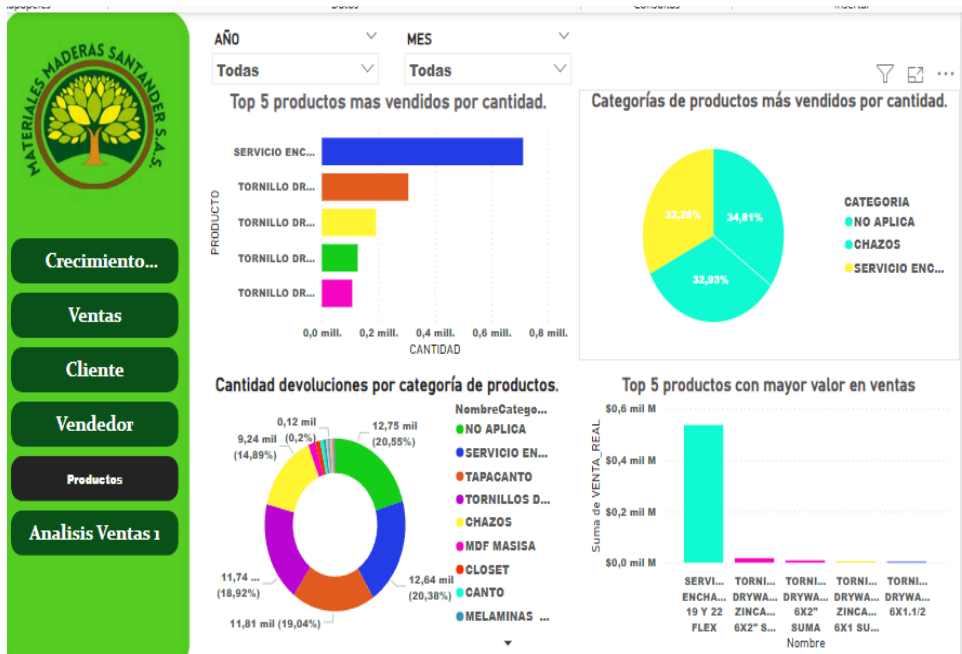 Datos
Consultas
Insertar
MATERIALES MADERAS SANTANDER S.A.S.
Crecimiento...
Ventas
Cliente
Vendedor
Productos
Analisis Ventas 1
AÑO
MES
Todas
Todas
Top 5 productos mas vendidos por cantidad.
PRODUCTO
SERVICIO ENC...
TORNILLO DR...
TORNILLO DR...
TORNILLO DR...
TORNILLO DR...
0,0 mill. 0,2 mill. 0,4 mill. 0,6 mill. 0,8 mill.
CANTIDAD
Categorías de productos más vendidos por cantidad.
32,26%
34,81%
32,93%
CATEGORIA
NO APLICA
CHAZOS
SERVICIO ENC...
Cantidad devoluciones por categoría de productos.
0,12 mil
(0,2%)
12,75 mil
(20,55%)
9,24 mil
(14,89%)
11,74 ...
(18,92%)
12,64 mil
(20,38%)
11,81 mil (19,04%)
NombreCatego...
NO APLICA
SERVICIO EN...
TAPACANTO
TORNILLOS D...
CHAZOS
MDF MASISA
CLOSET
CANTO
MELAMINAS ...
Top 5 productos con mayor valor en ventas
Suma de VENTA_REAL
$0,6 mil M
$0,4 mil M
$0,2 mil M
$0,0 mil M
SERVI... TORNI... TORNI... TORNI... TORNI...
ENCHA... DRYWA... DRYWA... DRYWA... DRYWA...
19 Y 22 ZINCA... 6X2" ZINCA... 6X1.1/2
FLEX 6X2" S... SUMA 6X1 SU...
Nombre